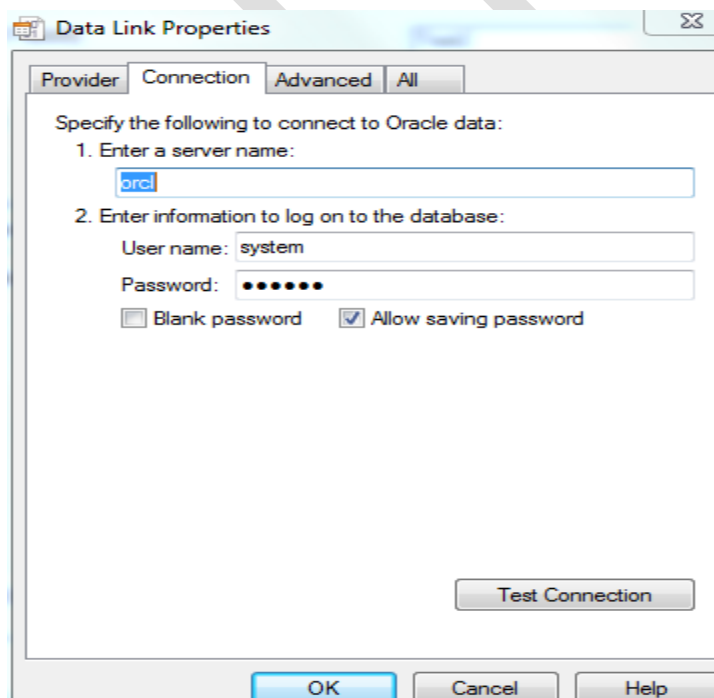 Data Link Properties
Provider Connection Advanced All
Specify the following to connect to Oracle data:
1. Enter a server name:
orcl
2. Enter information to log on to the database:
User name: system
Password: ●●●●●●
Blank password Allow saving password
Test Connection
OK Cancel Help